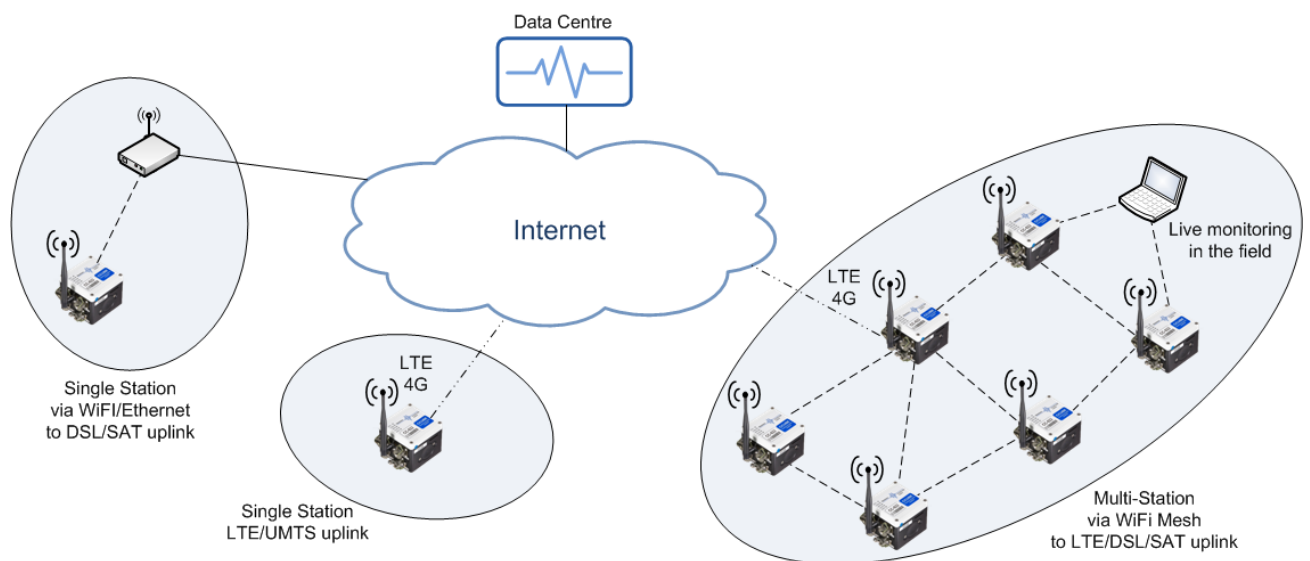 Data Centre
Internet
Live monitoring
in the field
LTE
4G
LTE
4G
Single Station
via WiFI/Ethernet
to DSL/SAT uplink
Single Station
LTE/UMTS uplink
Multi-Station
via WiFi Mesh
to LTE/DSL/SAT uplink